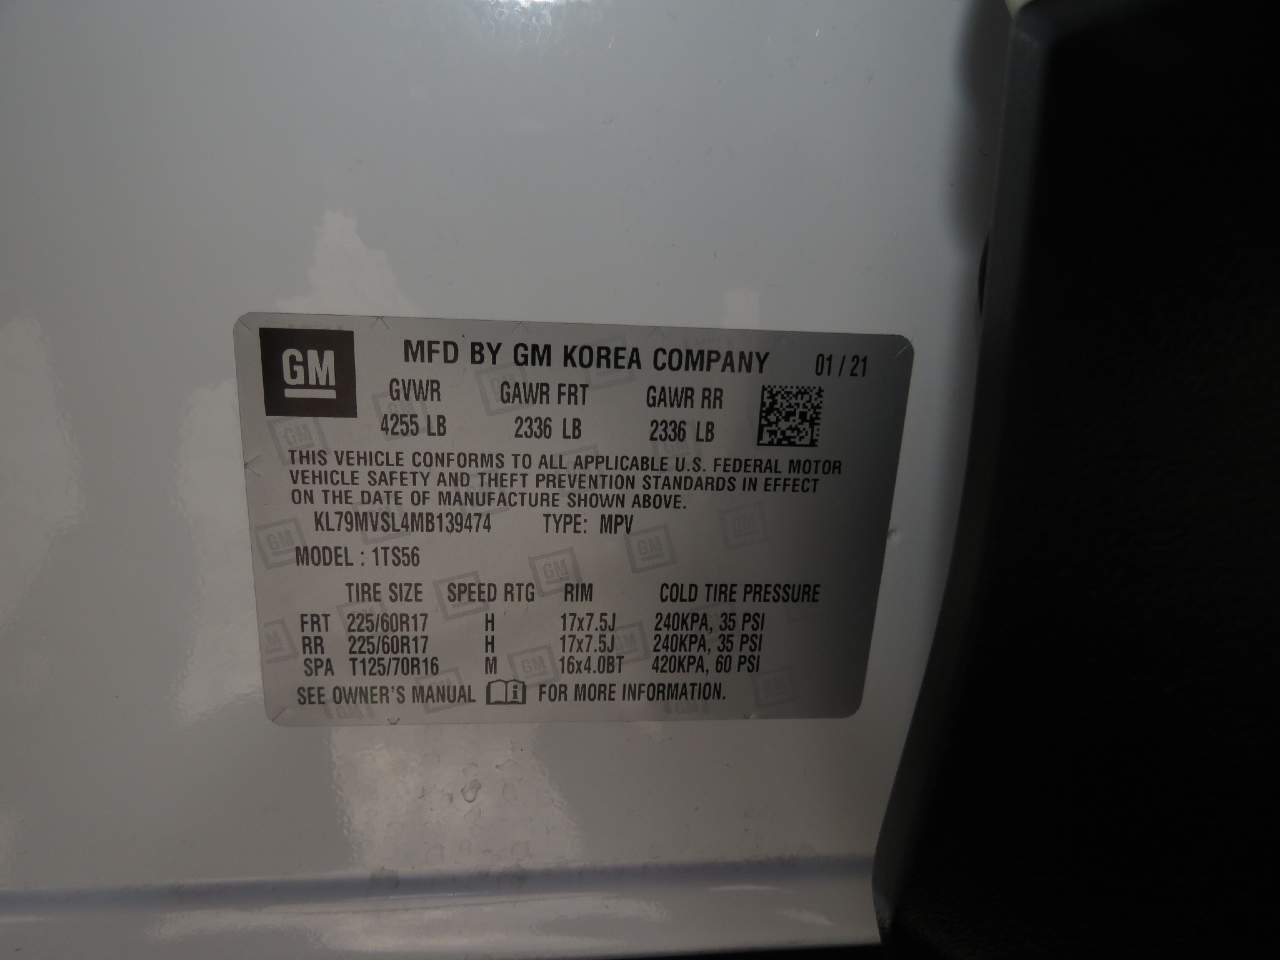 GM MFD BY GM KOREA COMPANY 01 / 21
GVWR GAWR FRT GAWR RR
4255 LB 2336 LB 2336 LB
THIS VEHICLE CONFORMS TO ALL APPLICABLE U.S. FEDERAL MOTOR
VEHICLE SAFETY AND THEFT PREVENTION STANDARDS IN EFFECT
ON THE DATE OF MANUFACTURE SHOWN ABOVE.
KL79MVSL4MB139474 TYPE: MPV
MODEL : 1TS56
TIRE SIZE SPEED RTG RIM COLD TIRE PRESSURE
FRT 225/60R17 H 17x7.5J 240KPA, 35 PSI
RR 225/60R17 H 17x7.5J 240KPA, 35 PSI
SPA T125/70R16 M 16x4.0BT 420KPA, 60 PSI
SEE OWNER'S MANUAL i FOR MORE INFORMATION.